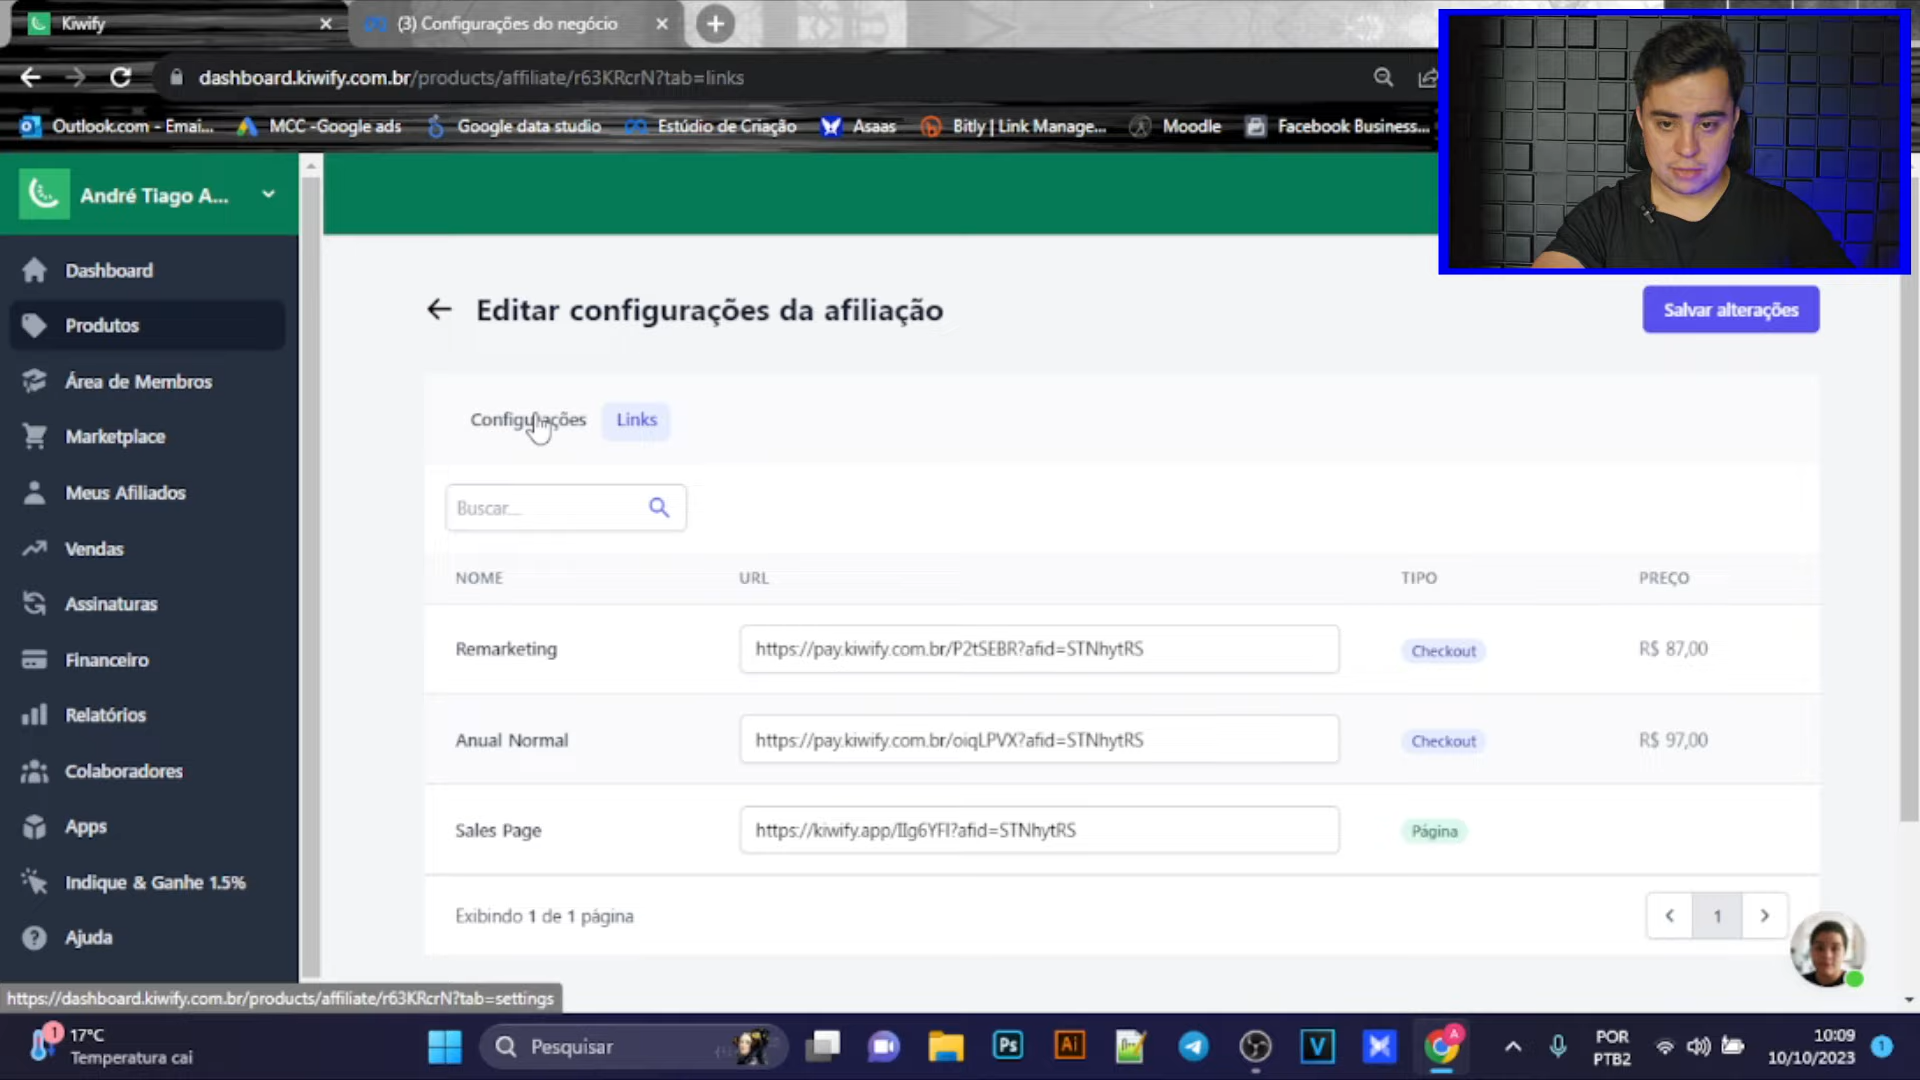 Kiwify
(3) Configurações do negócio
dashboard.kiwify.com.br/products/affiliate/r63KRcrN?tab=links
Outlook.com - Emai...
MCC -Google ads
Google data studio
Estúdio de Criação
Asaas
Bitly | Link Manage...
Moodle
Facebook Business...
André Tiago A...
Dashboard
Produtos
Área de Membros
Marketplace
Meus Afiliados
Vendas
Assinaturas
Financeiro
Relatórios
Colaboradores
Apps
Indique & Ganhe 1.5%
Ajuda
Editar configurações da afiliação
Salvar alterações
Configurações
Links
Buscar...
NOME
URL
TIPO
PREÇO
Remarketing
https://pay.kiwify.com.br/P2tSEBR?afid=STNhytRS
Checkout
R$ 87,00
Anual Normal
https://pay.kiwify.com.br/oiqLPVX?afid=STNhytRS
Checkout
R$ 97,00
Sales Page
https://kiwify.app/IIg6YFI?afid=STNhytRS
Página
Exibindo 1 de 1 página
1
https://dashboard.kiwify.com.br/products/affiliate/r63KRcrN?tab=settings
1
17°C
Temperatura cai
Pesquisar
Ps
Ai
V
A
POR
PTB2
10:09
10/10/2023
1